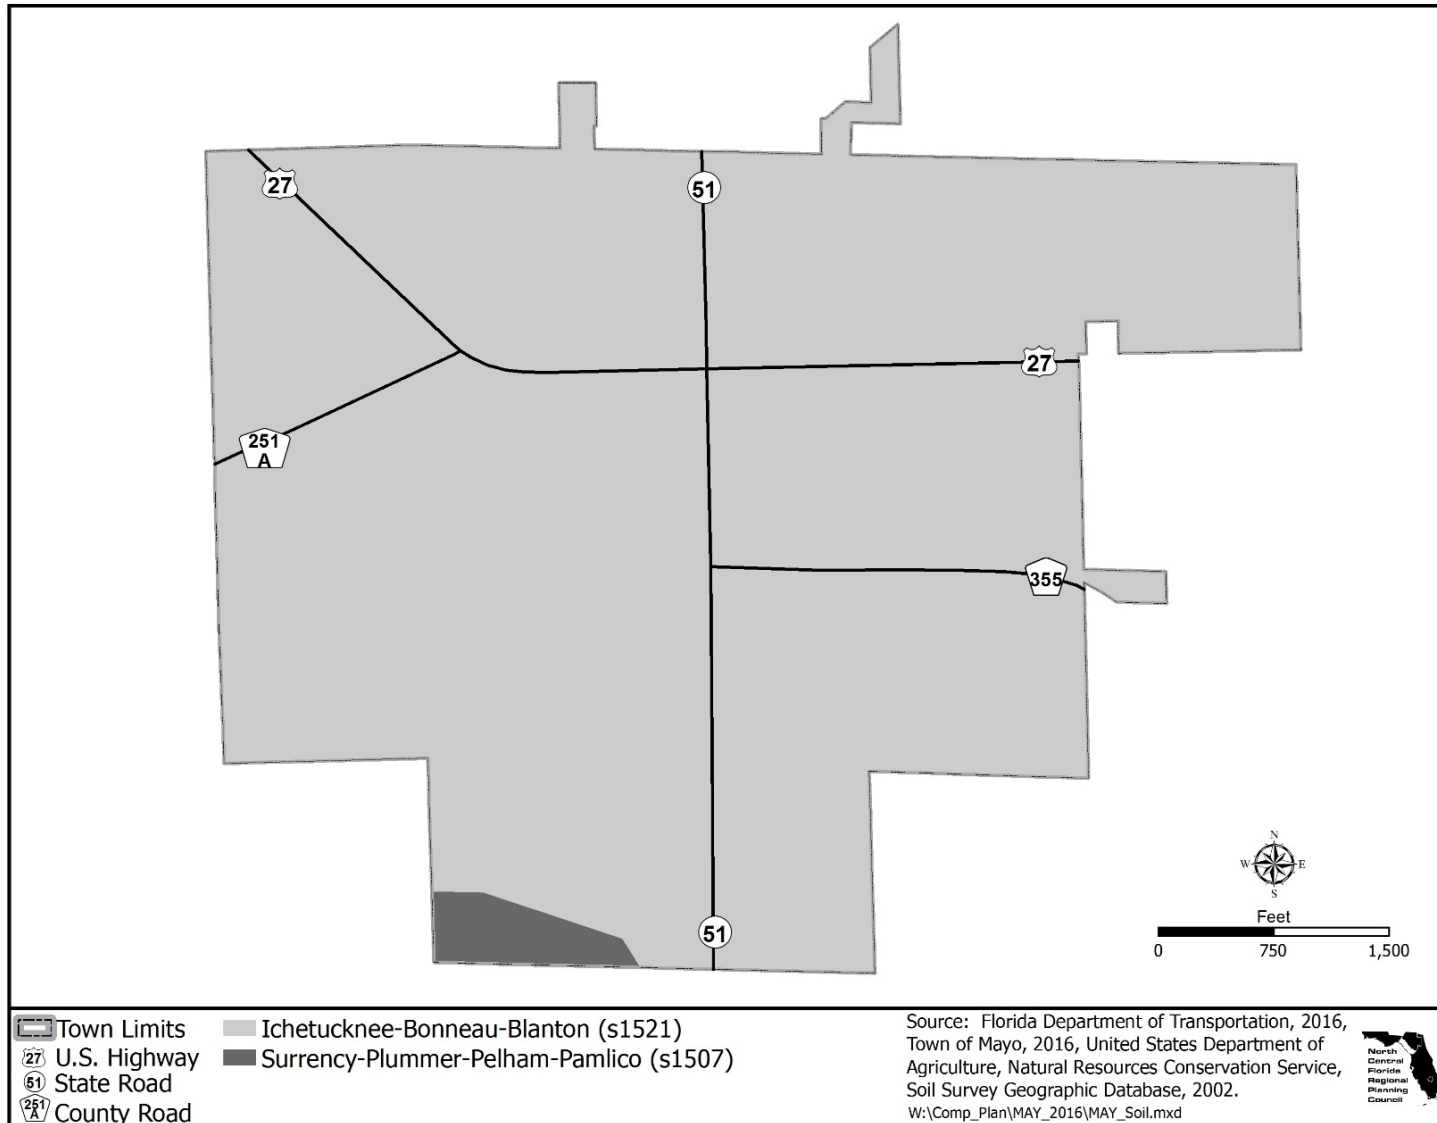 27
51
27
251
A
355
51
N
W
E
S
Feet
0
750
1,500
Town Limits
27
U.S. Highway
51
State Road
251
A
County Road
Ichetucknee-Bonneau-Blanton (s1521)
Surrency-Plummer-Pelham-Pamlico (s1507)
Source:  Florida Department of Transportation, 2016,
Town of Mayo, 2016, United States Department of
Agriculture, Natural Resources Conservation Service,
Soil Survey Geographic Database, 2002.
W:\Comp_Plan\MAY_2016\MAY_Soil.mxd
North
Central
Florida
Regional
Planning
Council